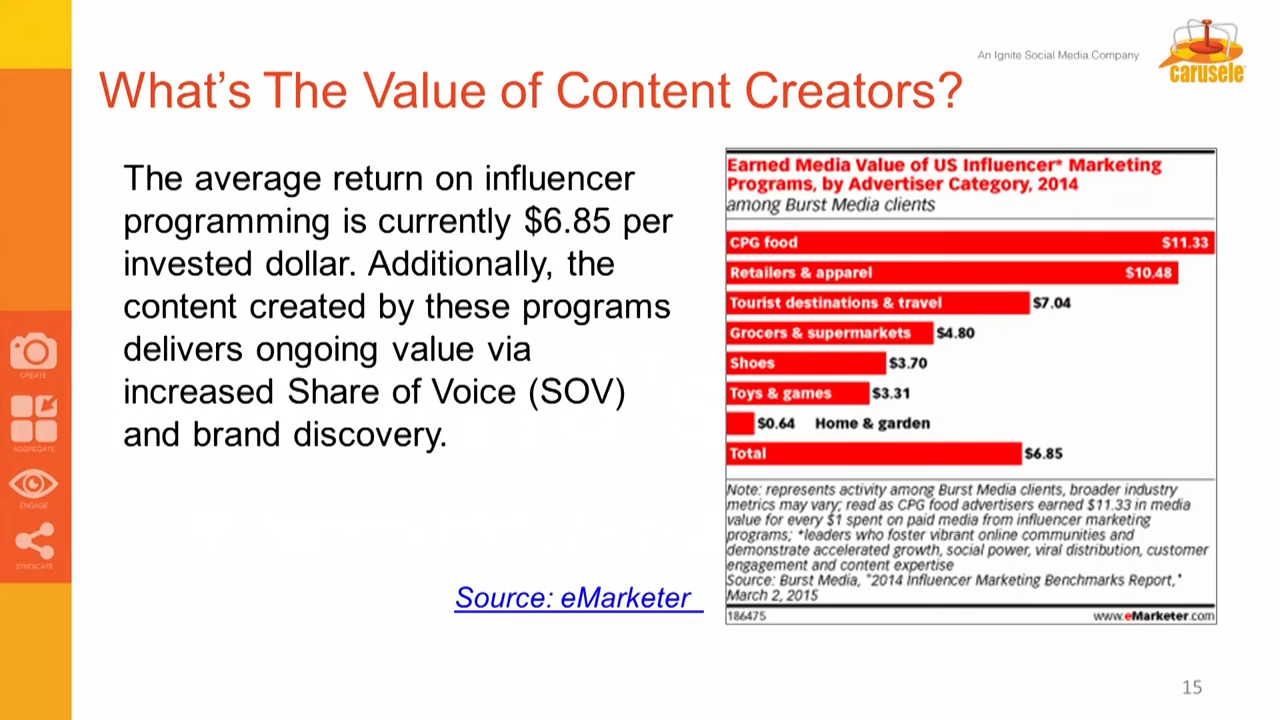 An Ignite Social Media Company
carusele
What's The Value of Content Creators?
The average return on influencer
programming is currently $6.85 per
invested dollar. Additionally, the
content created by these programs
delivers ongoing value via
increased Share of Voice (SOV)
and brand discovery.
Source: eMarketer
Earned Media Value of US Influencer* Marketing
Programs, by Advertiser Category, 2014
among Burst Media clients
CPG food $11.33
Retailers & apparel $10.48
Tourist destinations & travel $7.04
Grocers & supermarkets $4.80
Shoes $3.70
Toys & games $3.31
$0.64 Home & garden
Total $6.85
Note: represents activity among Burst Media clients, broader industry
metrics may vary; read as CPG food advertisers earned $11.33 in media
value for every $1 spent on paid media from influencer marketing
programs; *leaders who foster vibrant online communities and
demonstrate accelerated growth, social power, viral distribution, customer
engagement and content expertise
Source: Burst Media, "2014 Influencer Marketing Benchmarks Report,"
March 2, 2015
186475 www.eMarketer.com
CREATE
AGGREGATE
ENGAGE
SYNDICATE
15